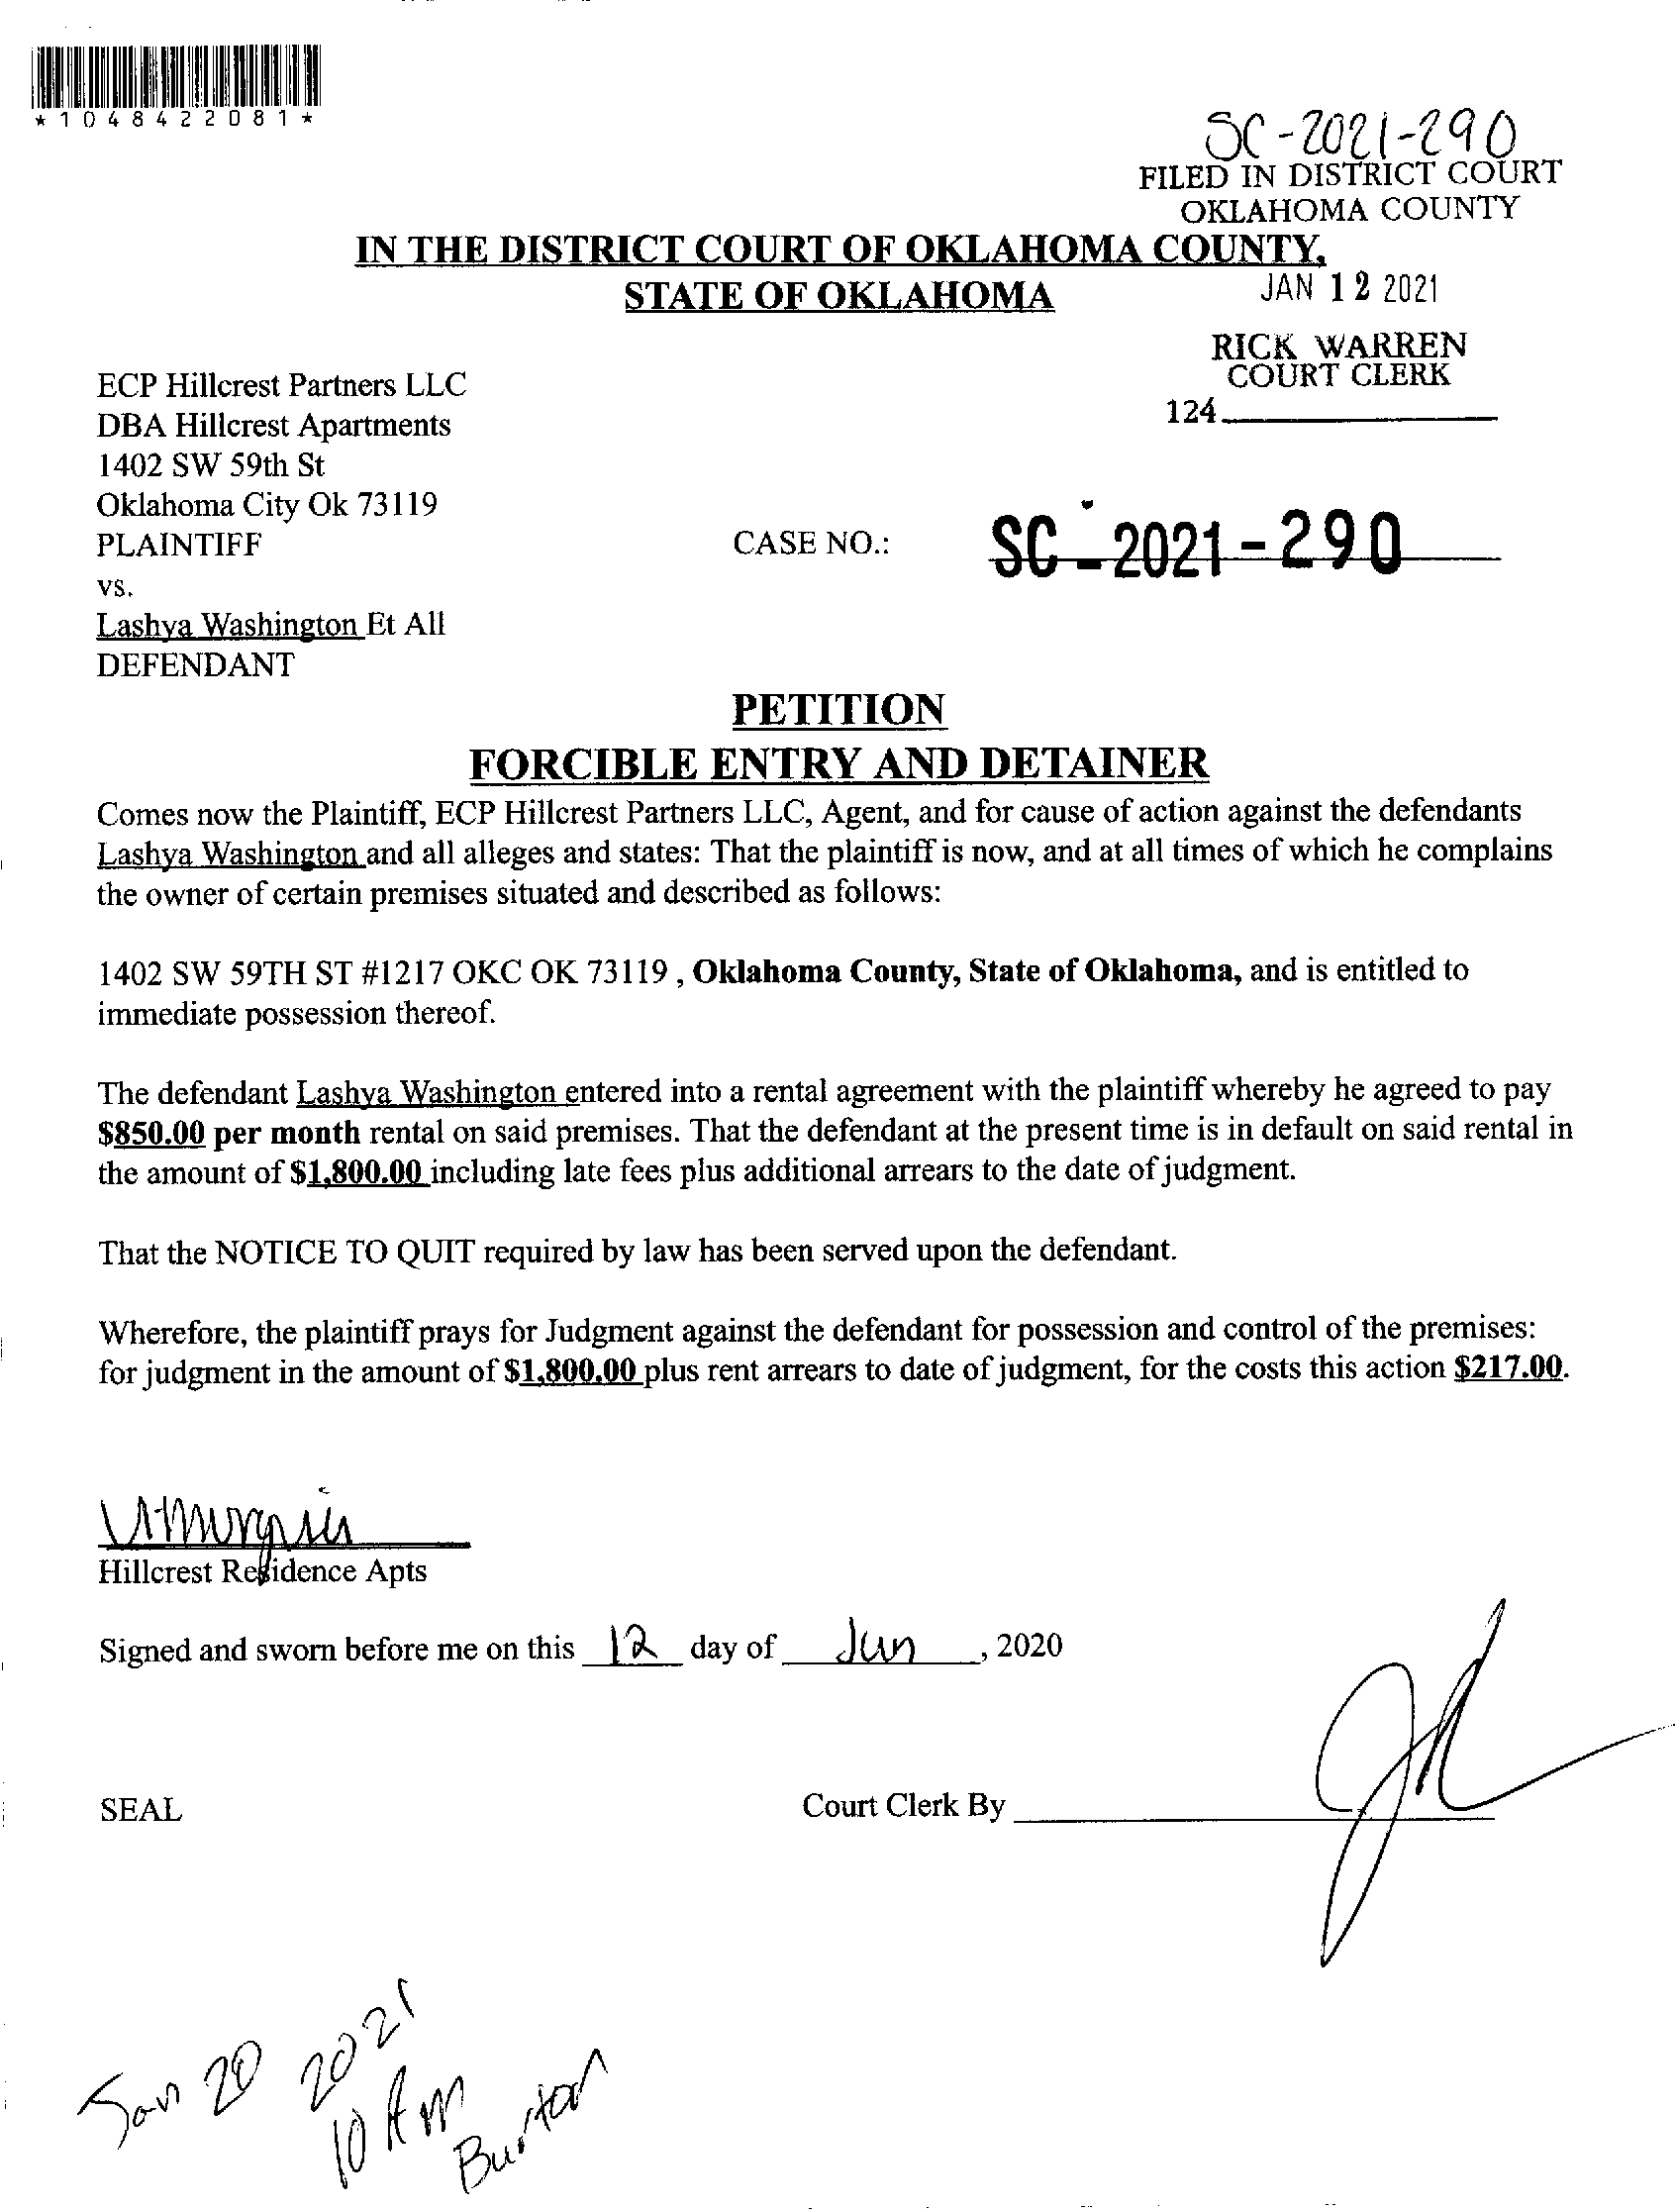 *1048422081*
SC-2021-290
FILED IN DISTRICT COURT
OKLAHOMA COUNTY
IN THE DISTRICT COURT OF OKLAHOMA COUNTY,
STATE OF OKLAHOMA
JAN 12 2021
RICK WARREN
COURT CLERK
124
ECP Hillcrest Partners LLC
DBA Hillcrest Apartments
1402 SW 59th St
Oklahoma City Ok 73119
PLAINTIFF
CASE NO.: SC - 2021 - 290
vs.
Lashya Washington Et All
DEFENDANT
PETITION
FORCIBLE ENTRY AND DETAINER
Comes now the Plaintiff, ECP Hillcrest Partners LLC, Agent, and for cause of action against the defendants
Lashya Washington and all alleges and states: That the plaintiff is now, and at all times of which he complains
the owner of certain premises situated and described as follows:
1402 SW 59TH ST #1217 OKC OK 73119 , Oklahoma County, State of Oklahoma, and is entitled to
immediate possession thereof.
The defendant Lashya Washington entered into a rental agreement with the plaintiff whereby he agreed to pay
$850.00 per month rental on said premises. That the defendant at the present time is in default on said rental in
the amount of $1,800.00 including late fees plus additional arrears to the date of judgment.
That the NOTICE TO QUIT required by law has been served upon the defendant.
Wherefore, the plaintiff prays for Judgment against the defendant for possession and control of the premises:
for judgment in the amount of $1,800.00 plus rent arrears to date of judgment, for the costs this action $217.00.
Hillcrest Residence Apts
Signed and sworn before me on this 12 day of Jun , 2020
SEAL
Court Clerk By
Jan 20 2021
10 Am
Burton